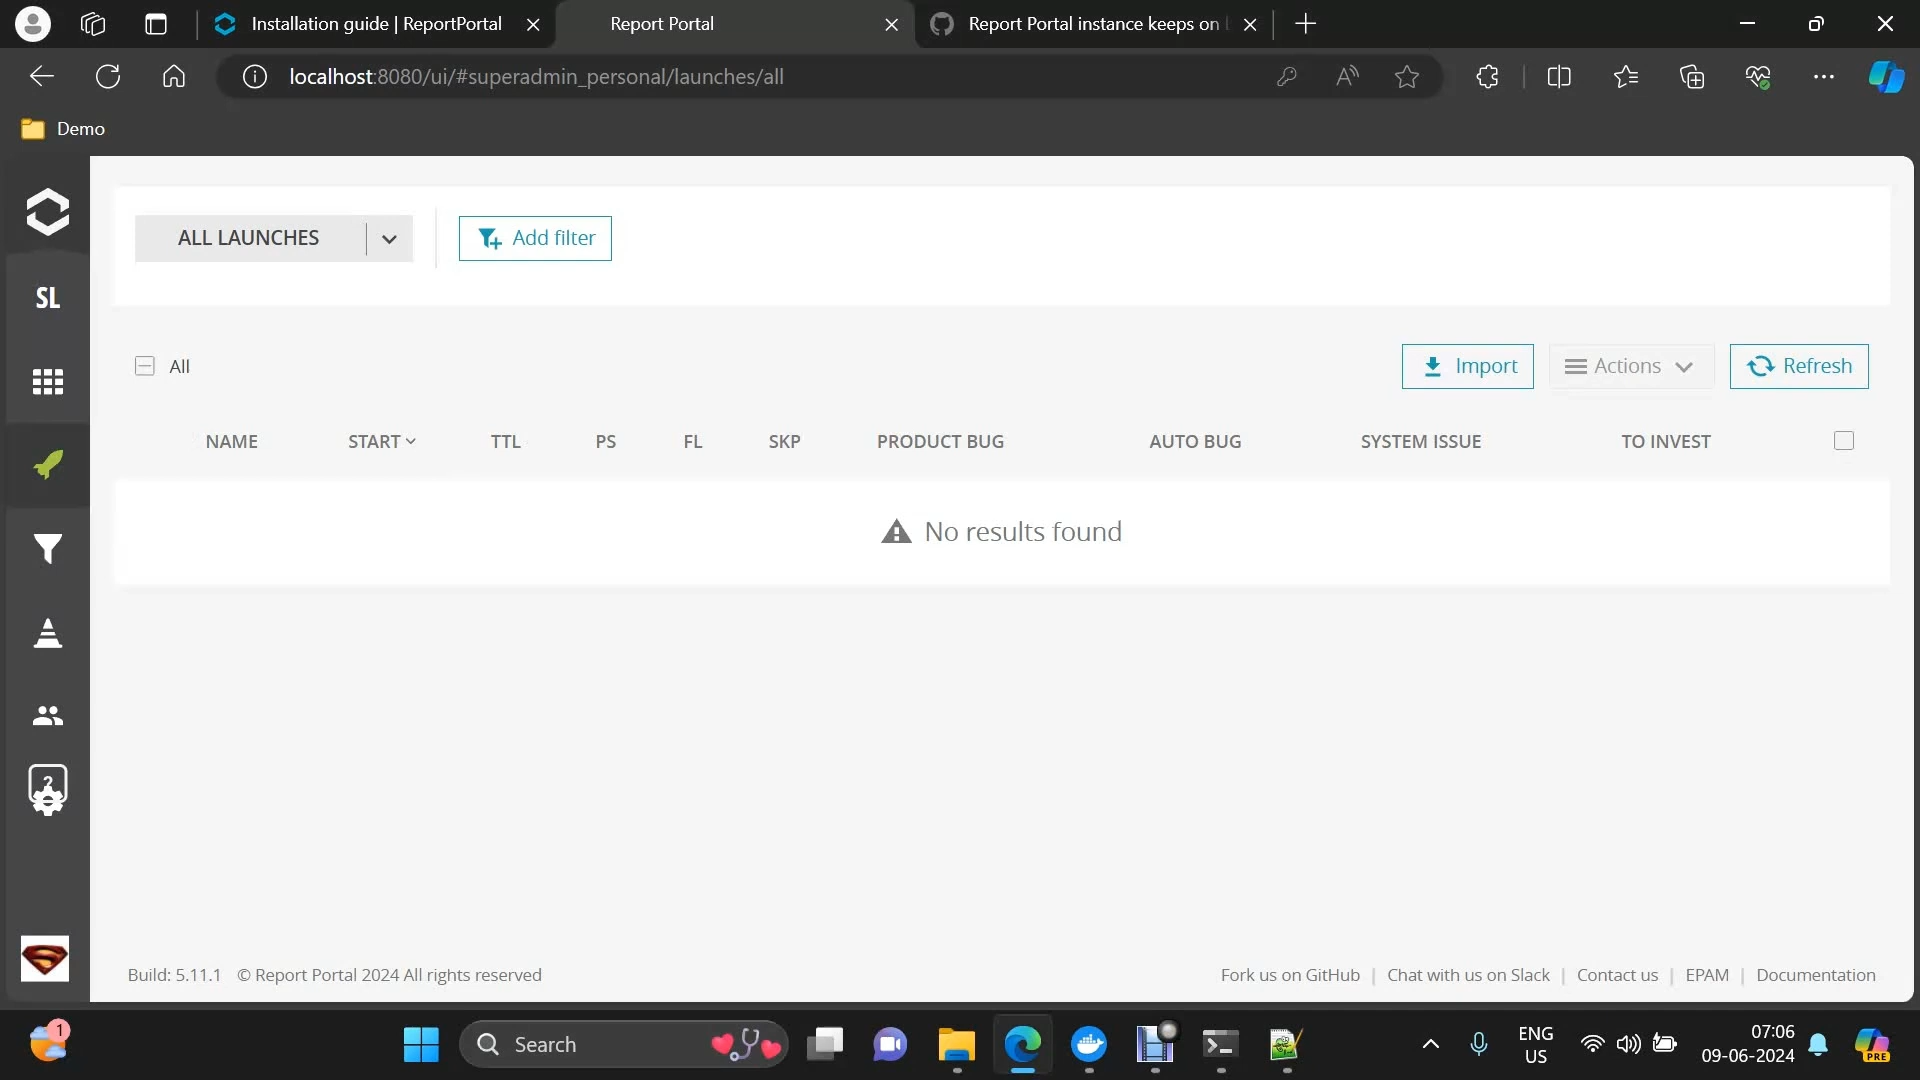 Installation guide | ReportPortal
Report Portal
Report Portal instance keeps on
localhost:8080/ui/#superadmin_personal/launches/all
Demo
ALL LAUNCHES
Add filter
SL
All
Import
Actions
Refresh
NAME START TTL PS FL SKP PRODUCT BUG AUTO BUG SYSTEM ISSUE TO INVEST
No results found
2
Build: 5.11.1 © Report Portal 2024 All rights reserved
Fork us on GitHub | Chat with us on Slack | Contact us | EPAM | Documentation
1
Search
ENG
US
07:06
09-06-2024
PRE